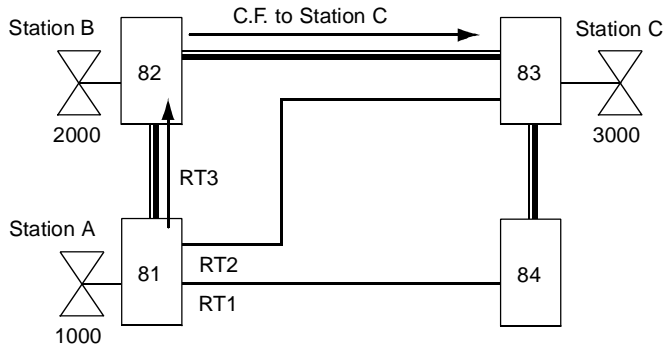 Station B
C.F. to Station C
Station C
82
83
2000
3000
RT3
Station A
81
RT2
84
RT1
1000